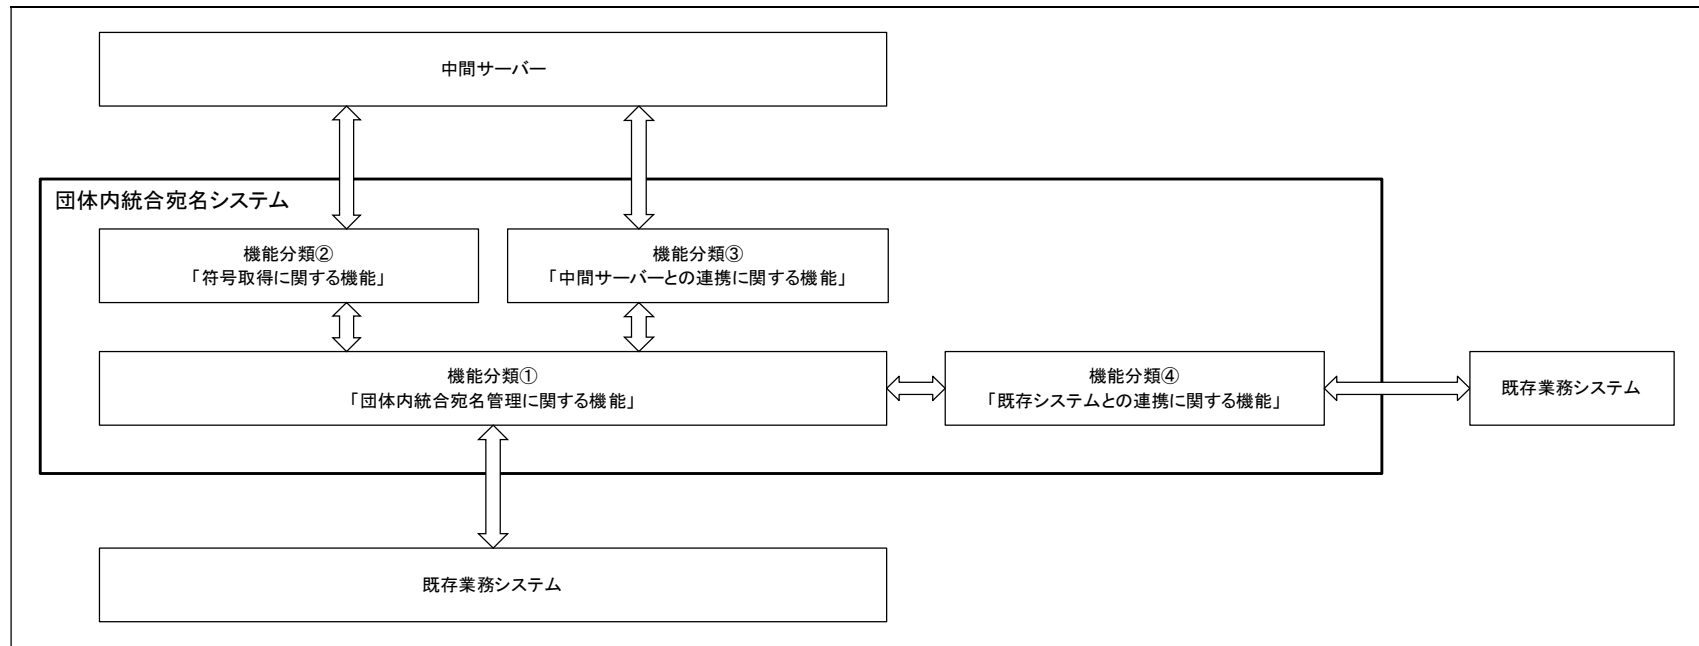 中間サーバー
団体内統合宛名システム
機能分類②
「符号取得に関する機能」
機能分類③
「中間サーバーとの連携に関する機能」
機能分類①
「団体内統合宛名管理に関する機能」
機能分類④
「既存システムとの連携に関する機能」
既存業務システム
既存業務システム